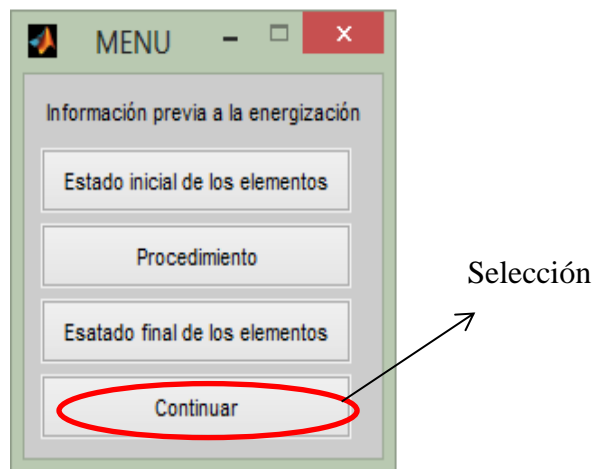 MENU
Información previa a la energización
Estado inicial de los elementos
Procedimiento
Esatado final de los elementos
Continuar
Selección